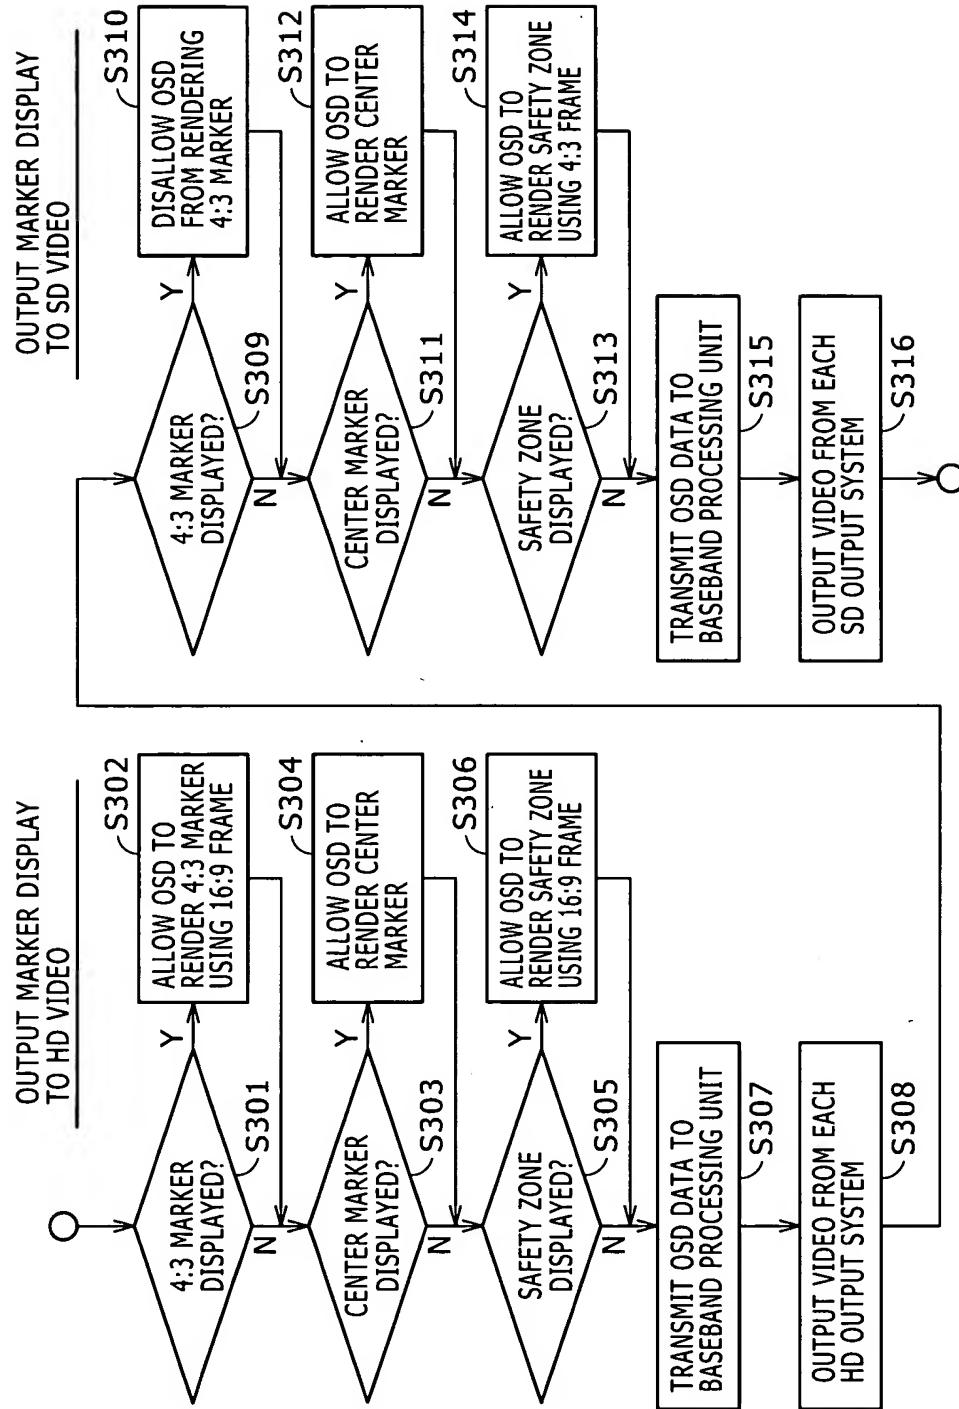 OUTPUT MARKER DISPLAY
TO HD VIDEO
4:3 MARKER
DISPLAYED?
S301
Y
N
ALLOW OSD TO
RENDER 4:3 MARKER
USING 16:9 FRAME
S302
CENTER MARKER
DISPLAYED?
S303
Y
N
ALLOW OSD TO
RENDER CENTER
MARKER
S304
SAFETY ZONE
DISPLAYED?
S305
Y
N
ALLOW OSD TO
RENDER SAFETY ZONE
USING 16:9 FRAME
S306
TRANSMIT OSD DATA TO
BASEBAND PROCESSING UNIT
S307
OUTPUT VIDEO FROM EACH
HD OUTPUT SYSTEM
S308
OUTPUT MARKER DISPLAY
TO SD VIDEO
4:3 MARKER
DISPLAYED?
S309
Y
N
DISALLOW OSD
FROM RENDERING
4:3 MARKER
S310
CENTER MARKER
DISPLAYED?
S311
Y
N
ALLOW OSD TO
RENDER CENTER
MARKER
S312
SAFETY ZONE
DISPLAYED?
S313
Y
N
ALLOW OSD TO
RENDER SAFETY ZONE
USING 4:3 FRAME
S314
TRANSMIT OSD DATA TO
BASEBAND PROCESSING UNIT
S315
OUTPUT VIDEO FROM EACH
SD OUTPUT SYSTEM
S316